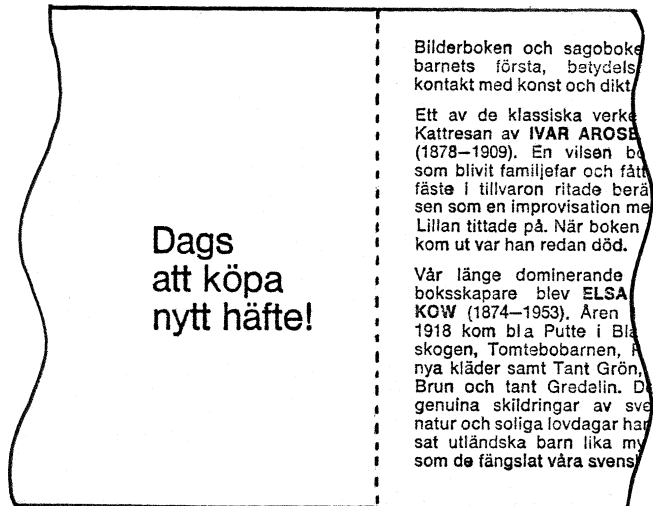 Dags
att köpa
nytt häfte!
Bilderboken och sagoboke
barnets första, betydels
kontakt med konst och dikt
Ett av de klassiska verke
Kattresan av IVAR AROSE
(1878–1909). En vilsen bo
som blivit familjefar och fått
fäste i tillvaron ritade berä
sen som en improvisation me
Lillan tittade på. När boken
kom ut var han redan död.
Vår länge dominerande
boksskapare blev ELSA
KOW (1874–1953). Åren
1918 kom bla Putte i Blå
skogen, Tomtebobarnen,
nya kläder samt Tant Grön,
Brun och tant Gredelin. De
genuina skildringar av sve
natur och soliga lovdagar har
sat utländska barn lika my
som de fängslat våra svens